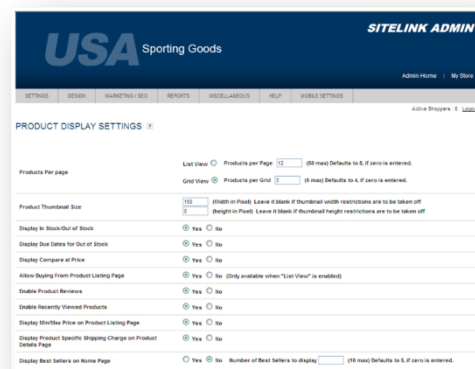 SITELINK ADMIN
USA Sporting Goods
Admin Home | My Store
SETTINGS DESIGN MARKETING / SEO REPORTS MISCELLANEOUS HELP MOBILE SETTINGS
Active Shoppers : 6
PRODUCT DISPLAY SETTINGS
List View Products per Page 12 (50 max) Defaults to 8, if zero is entered.
Products Per page
Grid View Products per Grid 3 (5 max) Defaults to 4, if zero is entered.
150 (Width in Pixel) Leave it blank if thumbnail width restrictions are to be taken off
Product Thumbnail Size
0 (height in Pixel) Leave it blank if thumbnail height restrictions are to be taken off
Display In Stock/Out of Stock Yes No
Display Due Dates for Out of Stock Yes No
Display Compare at Price Yes No
Allow Buying From Product Listing Page Yes No (Only available when "List View" is enabled)
Enable Product Reviews Yes No
Enable Recently Viewed Products Yes No
Display Min/Max Price on Product Listing Page Yes No
Display Product Specific Shipping Charge on Product Details Page Yes No
Display Best Sellers on Home Page Yes No Number of Best Sellers to display (10 max) Defaults to 5, if zero is entered.